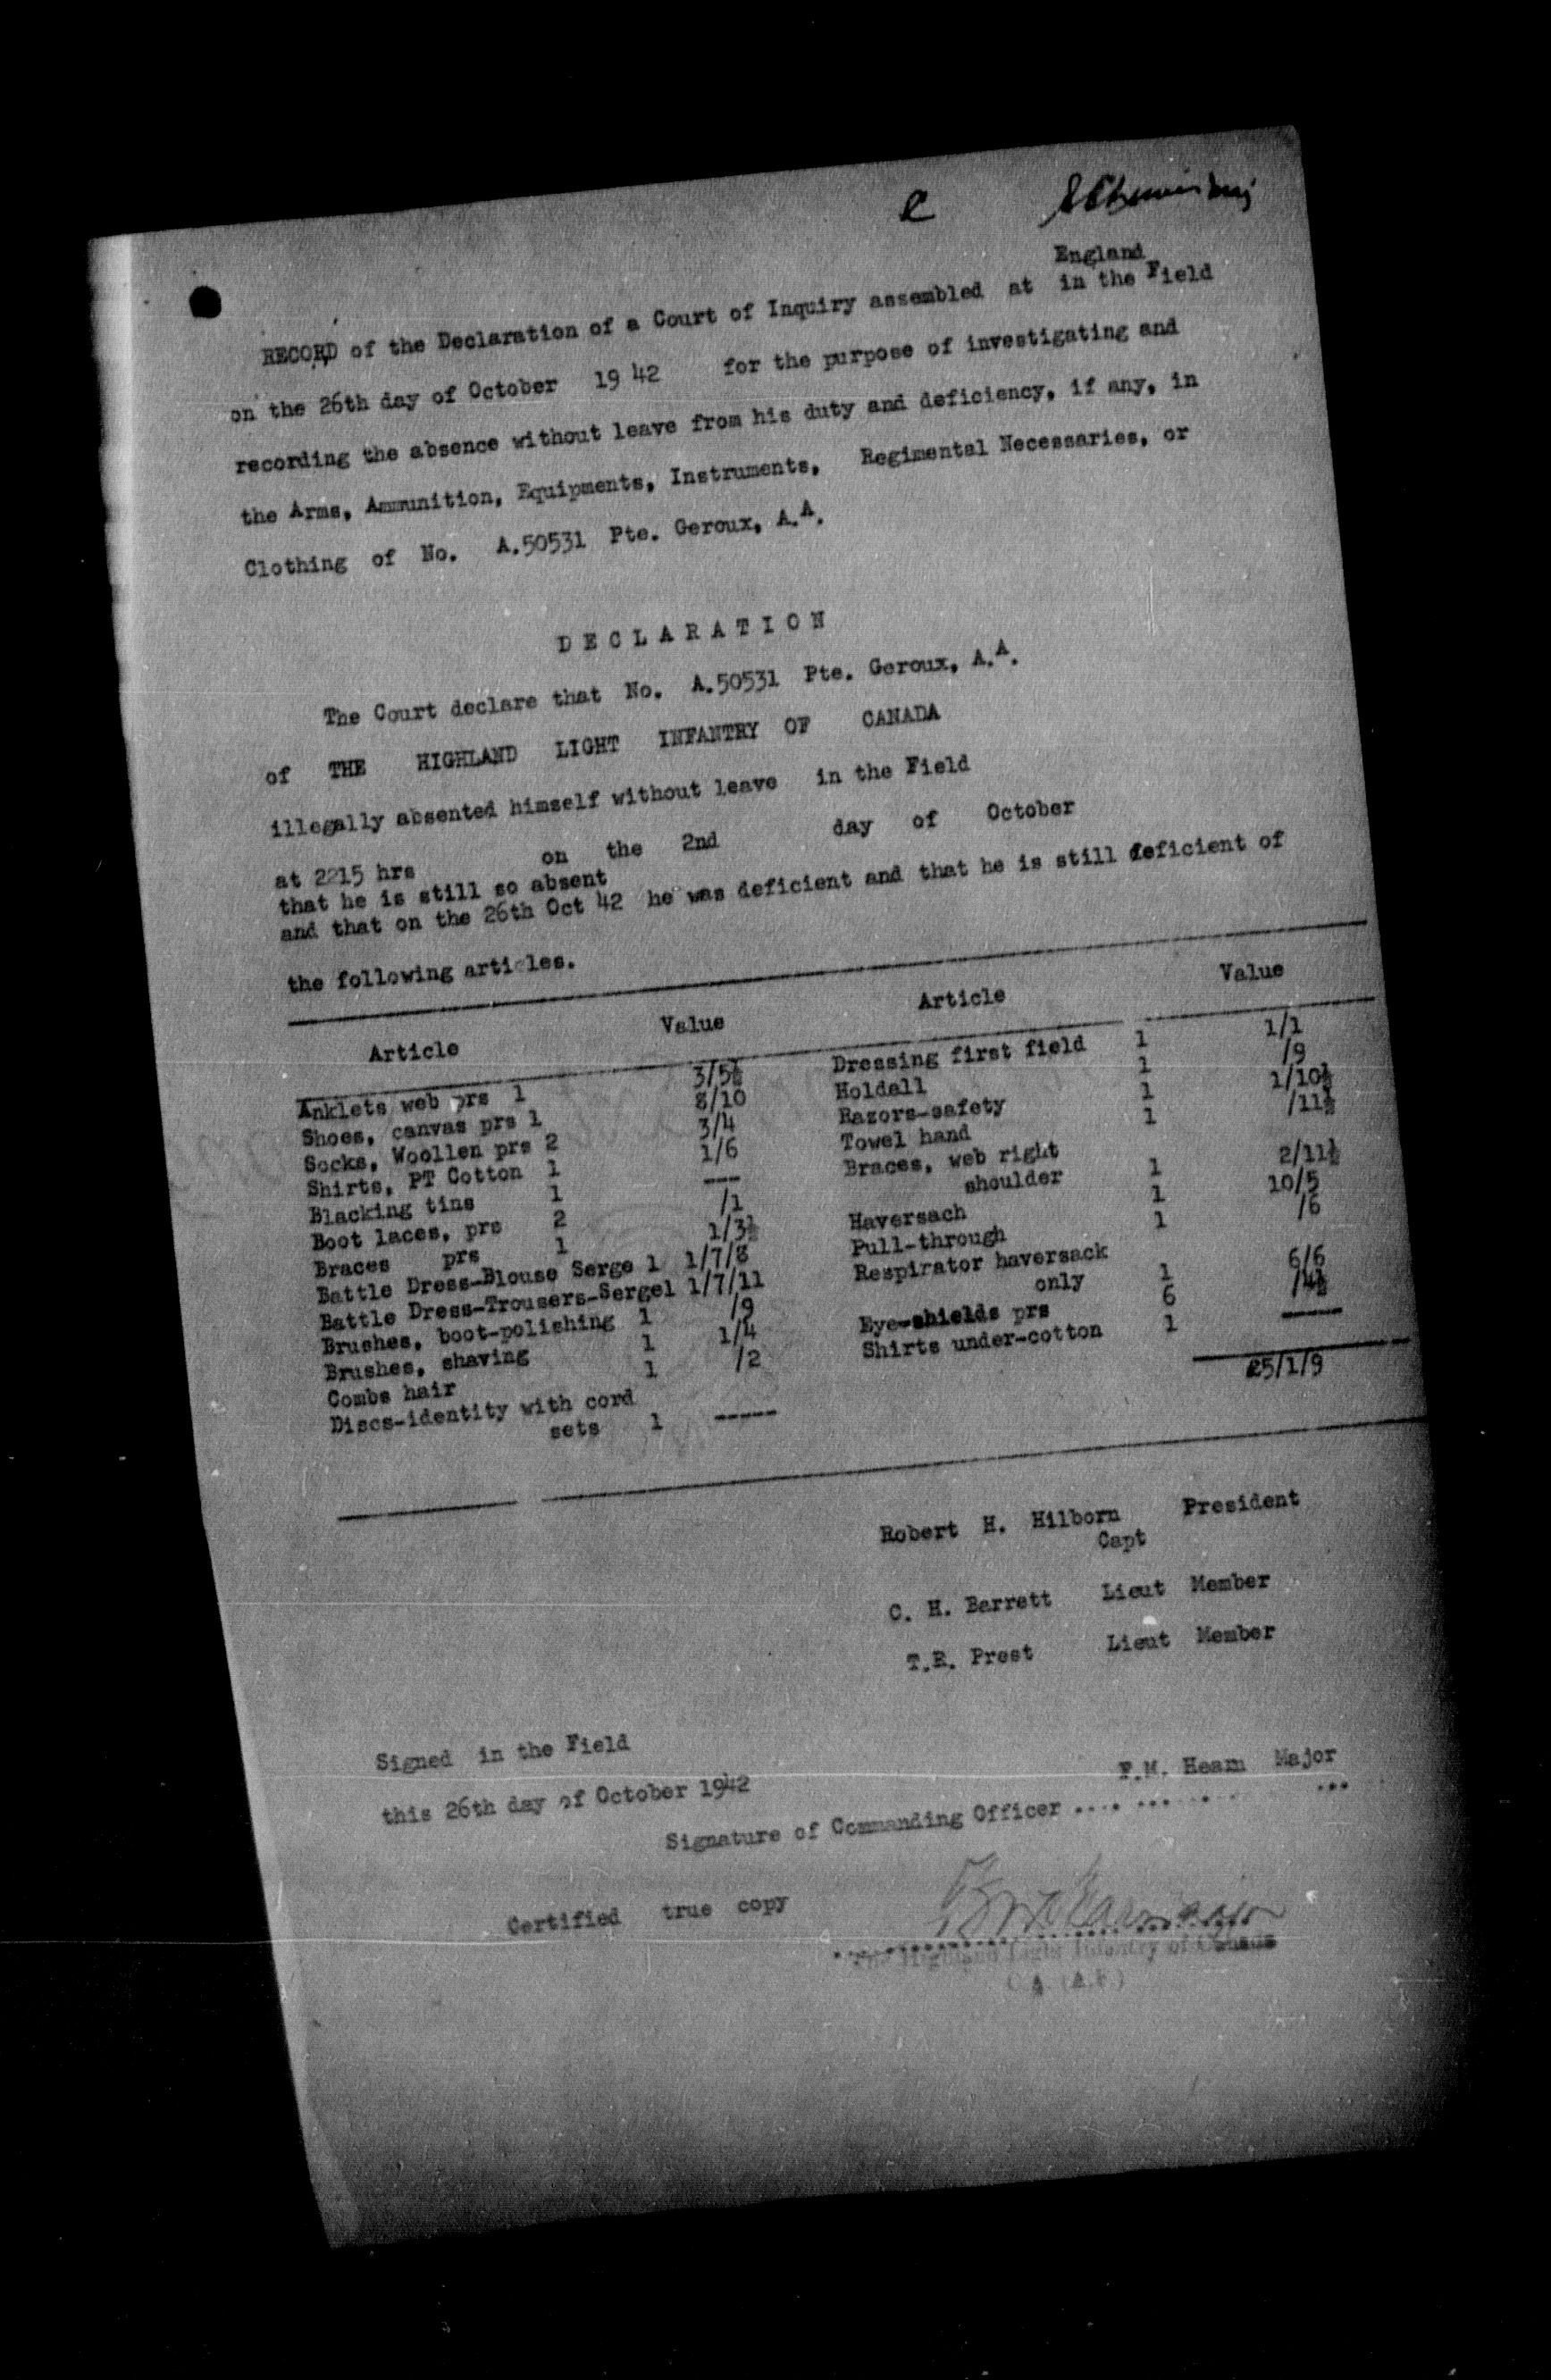 e
England
RECORD of the Declaration of a Court of Inquiry assembled at in the Field
on the 26th day of October 19 42 for the purpose of investigating and
recording the absence without leave from his duty and deficiency, if any, in
the Arms, Ammunition, Equipments, Instruments, Regimental Necessaries, or
Clothing of No. A.50531 Pte. Geroux, A.A.
DECLARATION
The Court declare that No. A.50531 Pte. Geroux, A.A.
of THE HIGHLAND LIGHT INFANTRY OF CANADA
illegally absented himself without leave in the Field
at 2215 hrs on the 2nd day of October
that he is still so absent
and that on the 26th Oct 42 he was deficient and that he is still deficient of
the following articles.
Article Value Article Value
Anklets web prs 1 3/5½ Dressing first field 1 1/1
Shoes, canvas prs 1 8/10 Holdall 1 /9
Socks, Woollen prs 2 3/4 Razors-safety 1 1/10½
Shirts, PT Cotton 1 1/6 Towel hand 1 /11½
Blacking tins 1 --- Braces, web right
shoulder 1 2/11½
Boot laces, prs 2 /1 Haversach 1 10/5
Braces prs 1 1/3½ Pull-through 1 /6
Battle Dress-Blouse Serge 1 1/7/8 Respirator haversack
only 1 6/6
Battle Dress-Trousers-Serge1 1/7/11 Eye-shields prs 6 /4½
Brushes, boot-polishing 1 /9 Shirts under-cotton 1 -----
Brushes, shaving 1 1/4
Combs hair 1 /2 £5/1/9
Discs-identity with cord
sets 1 -----
Robert H. Hilborn President
Capt
C. H. Barrett Lieut Member
T.R. Prest Lieut Member
Signed in the Field
this 26th day of October 1942
F.M. Hearn Major
Signature of Commanding Officer .... ........ ...
Certified true copy
The Highland Light Infantry of Canada
C.A. (A.F.)